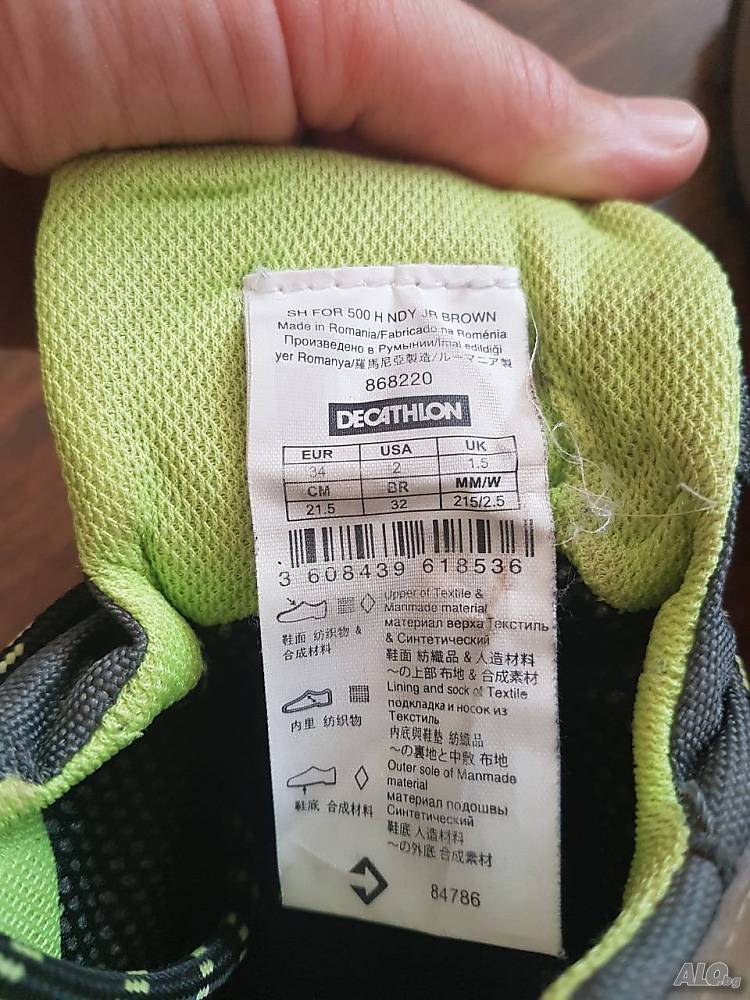 SH FOR 500 H NDY JR BROWN
Made in Romania/Fabricado na Roménia
Произведено в Румынии/Imal edildiği
yer Romanya/羅馬尼亞製造/ルーマニア製
868220
DECATHLON
EUR USA UK
34 2 1.5
CM BR MM/W
21.5 32 215/2.5
3 608439 618536
Upper of Textile &
Manmade material
материал верха Текстиль
& Синтетический
鞋面 紡織品 & 人造材料
～の上部 布地 & 合成素材
鞋面 纺织物 &
合成材料
Lining and sock of Textile
подкладка и носок из
Текстиль
内底與鞋墊 紡織品
～の裏地と中敷 布地
内里 纺织物
Outer sole of Manmade
material
материал подошвы
Синтетический
鞋底 人造材料
～の外底 合成素材
鞋底 合成材料
84786
ALO.bg